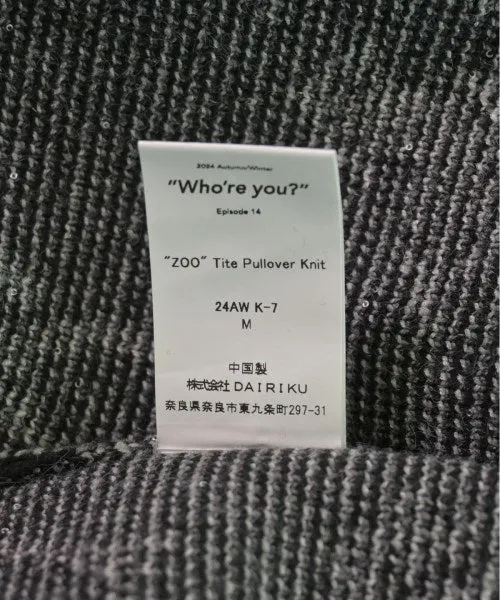 2024 Autumn/Winter
"Who're you?"
Episode 14
"ZOO" Tite Pullover Knit
24AW K-7
M
中国製
株式会社 DAIRIKU
奈良県奈良市東九条町297-31